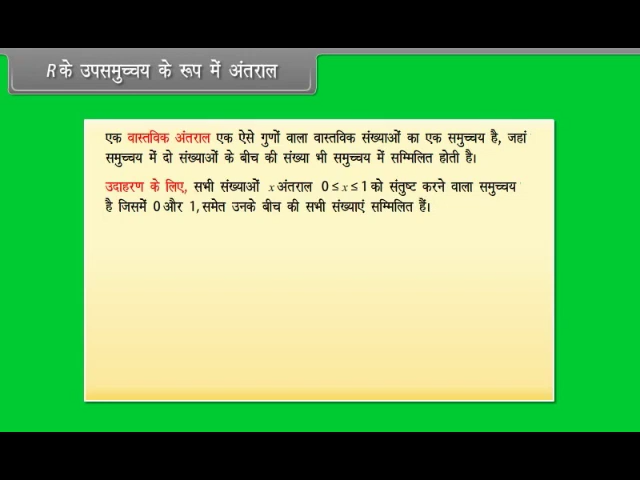 R के उपसमुच्चय के रूप में अंतराल
एक वास्तविक अंतराल एक ऐसे गुणों वाला वास्तविक संख्याओं का एक समुच्चय है, जहां
समुच्चय में दो संख्याओं के बीच की संख्या भी समुच्चय में सम्मिलित होती है।
उदाहरण के लिए, सभी संख्याओं x अंतराल 0 ≤ x ≤ 1 को संतुष्ट करने वाला समुच्चय
है जिसमें 0 और 1, समेत उनके बीच की सभी संख्याएं सम्मिलित हैं।